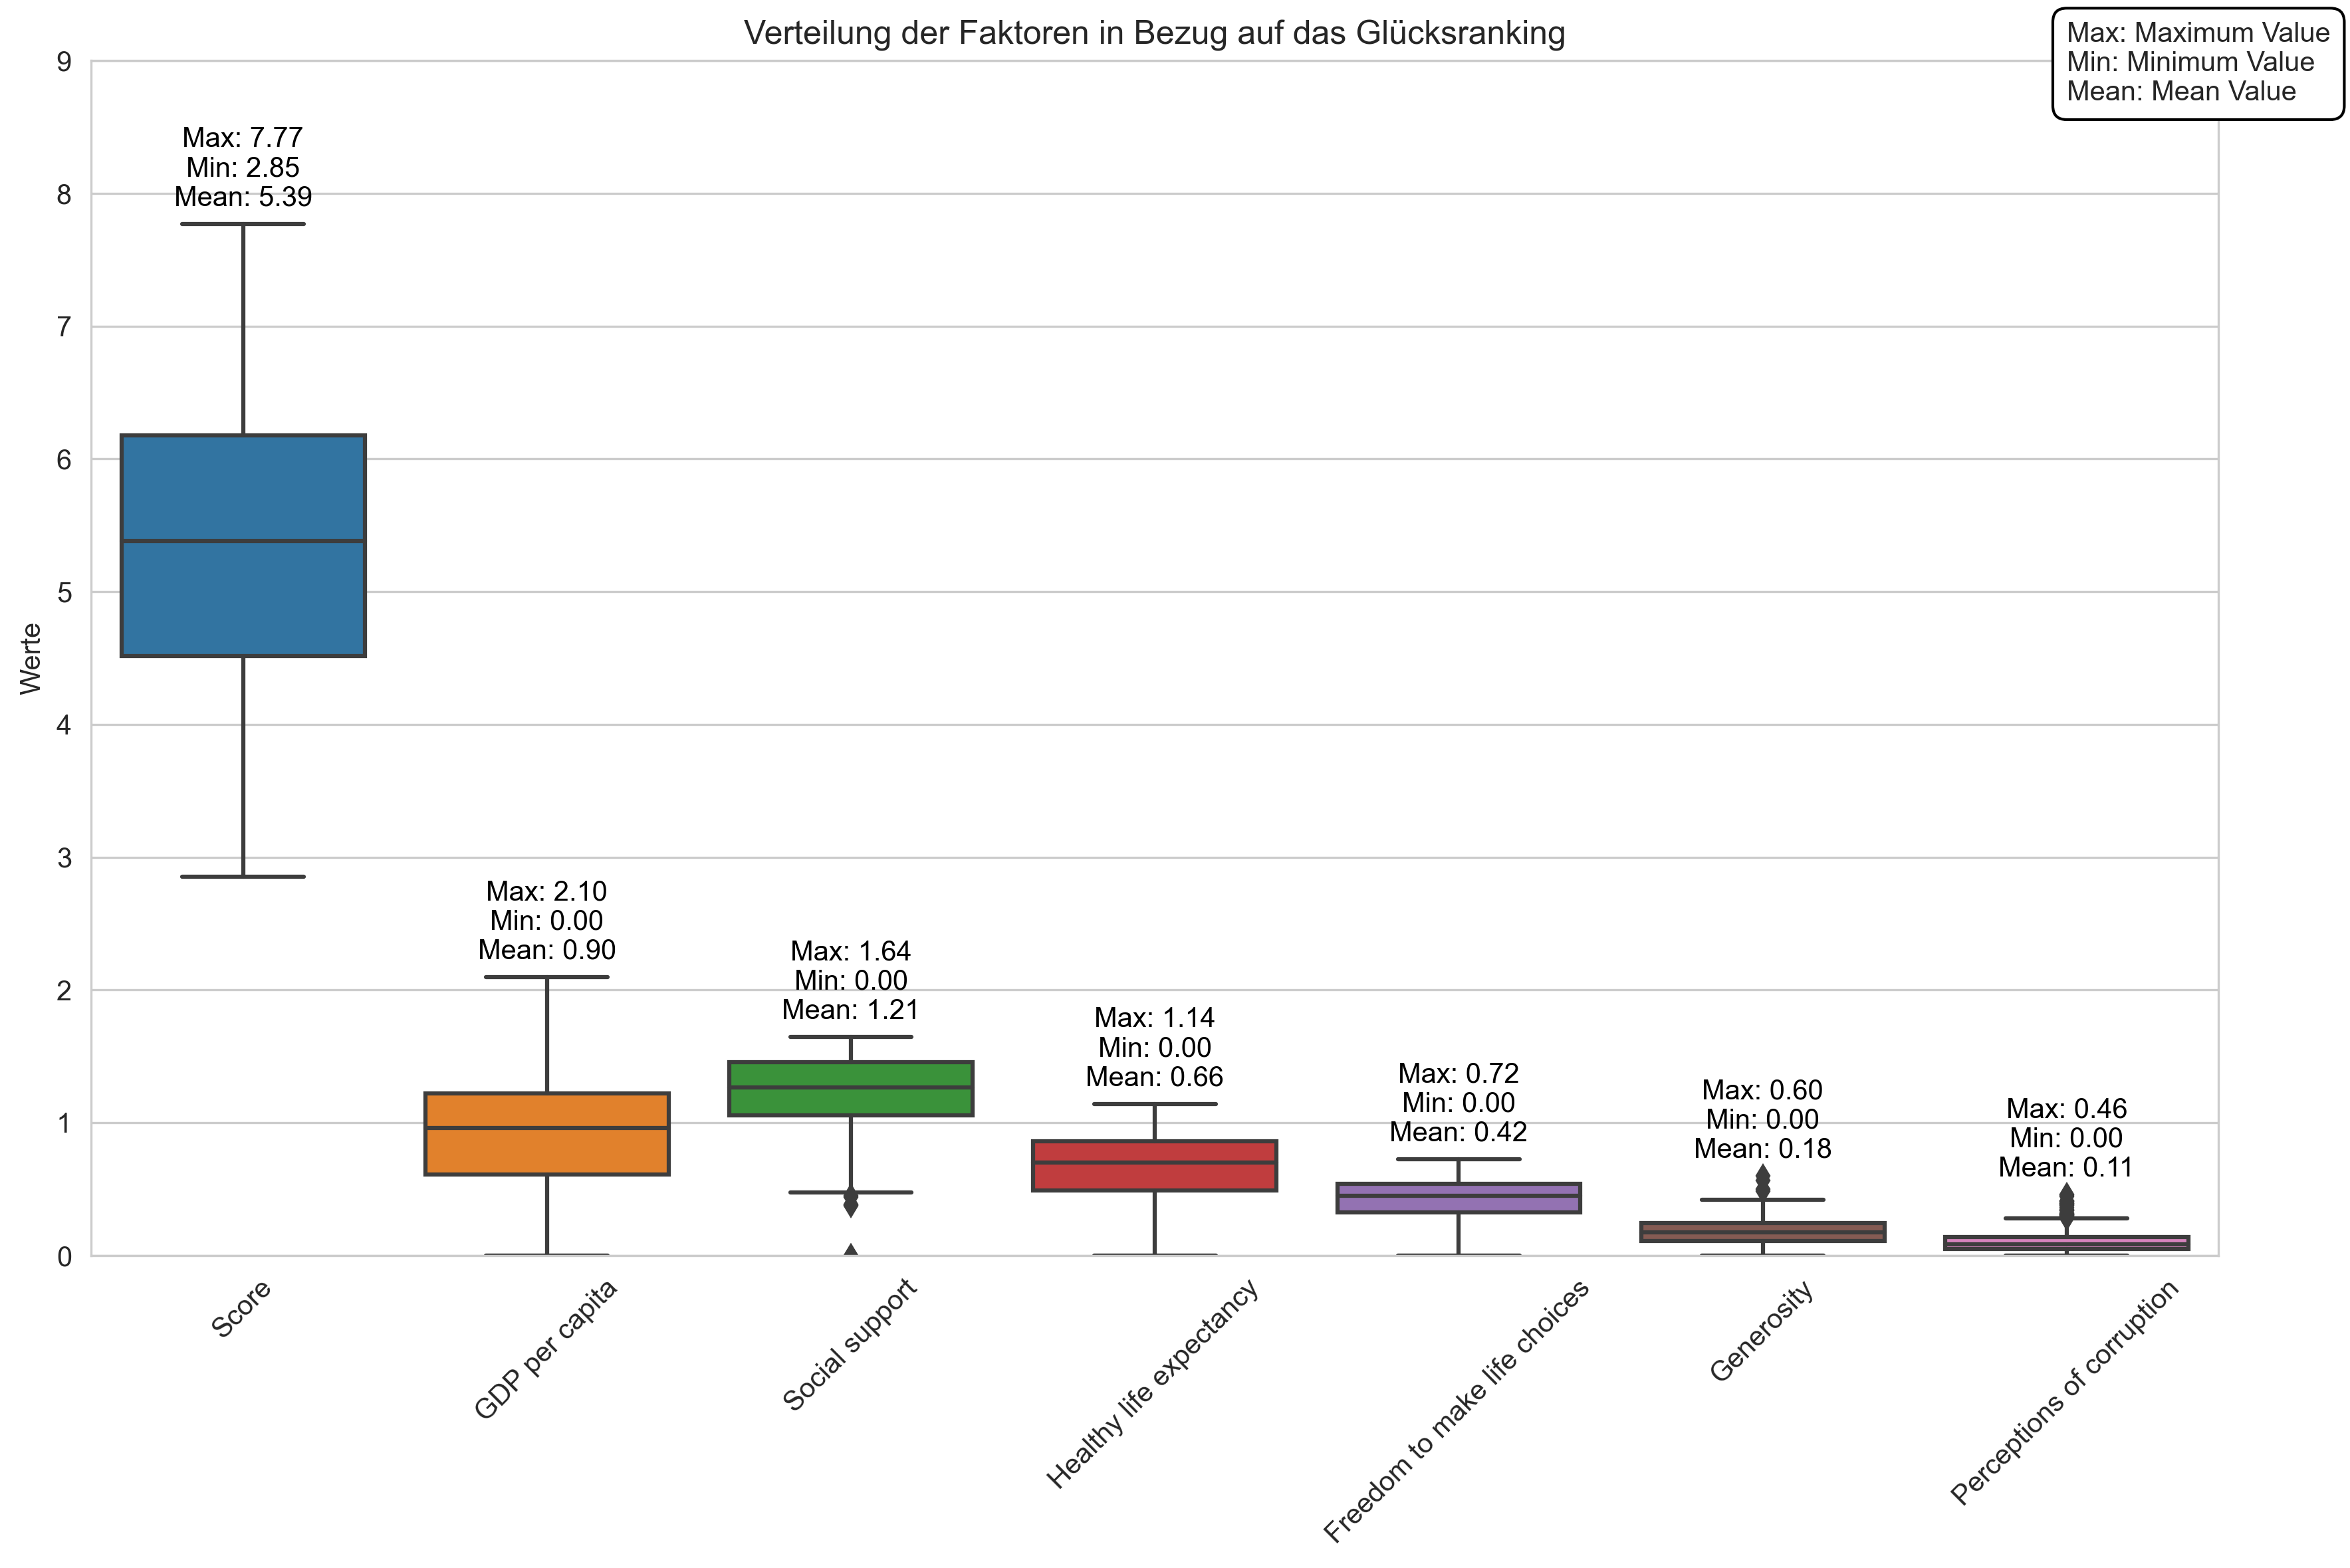 Verteilung der Faktoren in Bezug auf das Glücksranking
Max: Maximum Value
Min: Minimum Value
Mean: Mean Value
Werte
9
8
7
6
5
4
3
2
1
0
Max: 7.77
Min: 2.85
Mean: 5.39
Max: 2.10
Min: 0.00
Mean: 0.90
Max: 1.64
Min: 0.00
Mean: 1.21
Max: 1.14
Min: 0.00
Mean: 0.66
Max: 0.72
Min: 0.00
Mean: 0.42
Max: 0.60
Min: 0.00
Mean: 0.18
Max: 0.46
Min: 0.00
Mean: 0.11
Score
GDP per capita
Social support
Healthy life expectancy
Freedom to make life choices
Generosity
Perceptions of corruption